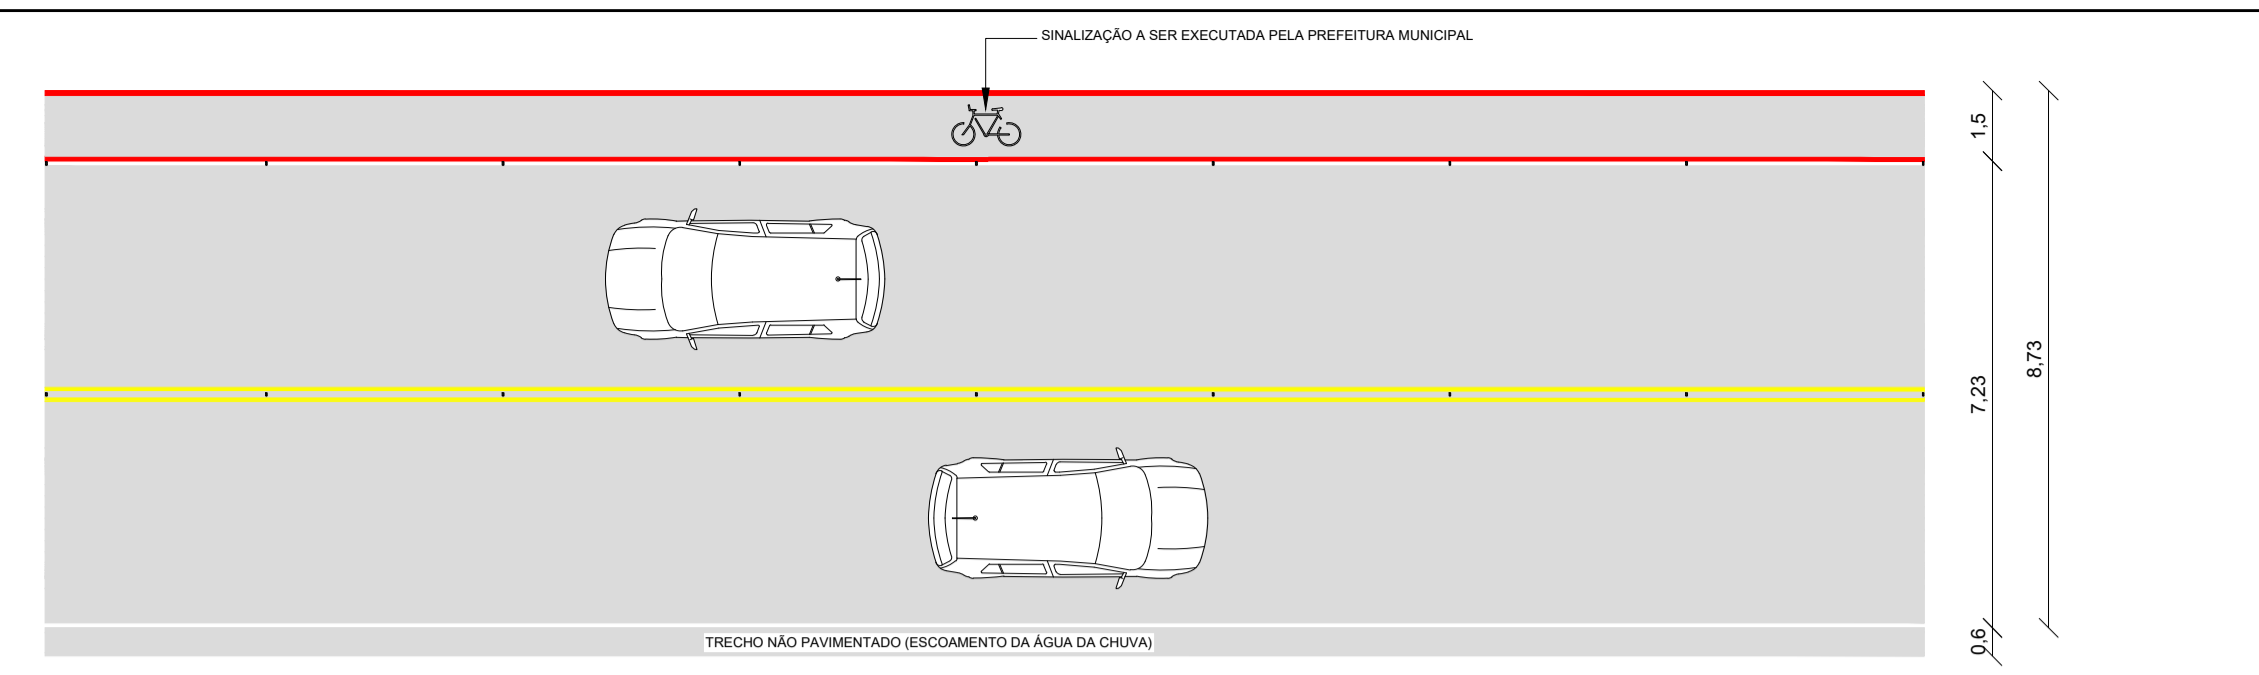 SINALIZAÇÃO A SER EXECUTADA PELA PREFEITURA MUNICIPAL
1,5
8,73
7,23
TRECHO NÃO PAVIMENTADO (ESCOAMENTO DA ÁGUA DA CHUVA)
0,6